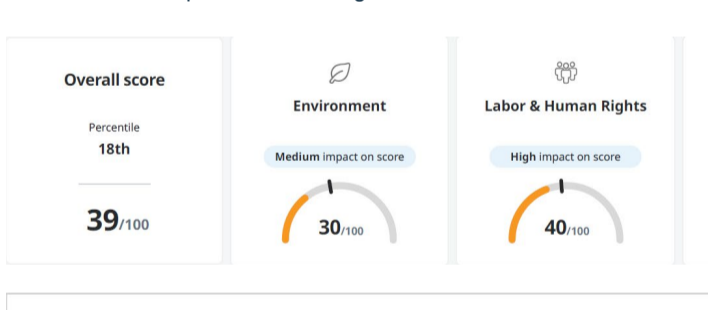 Overall score
Percentile
18th
39/100
Environment
Medium impact on score
30/100
Labor & Human Rights
High impact on score
40/100